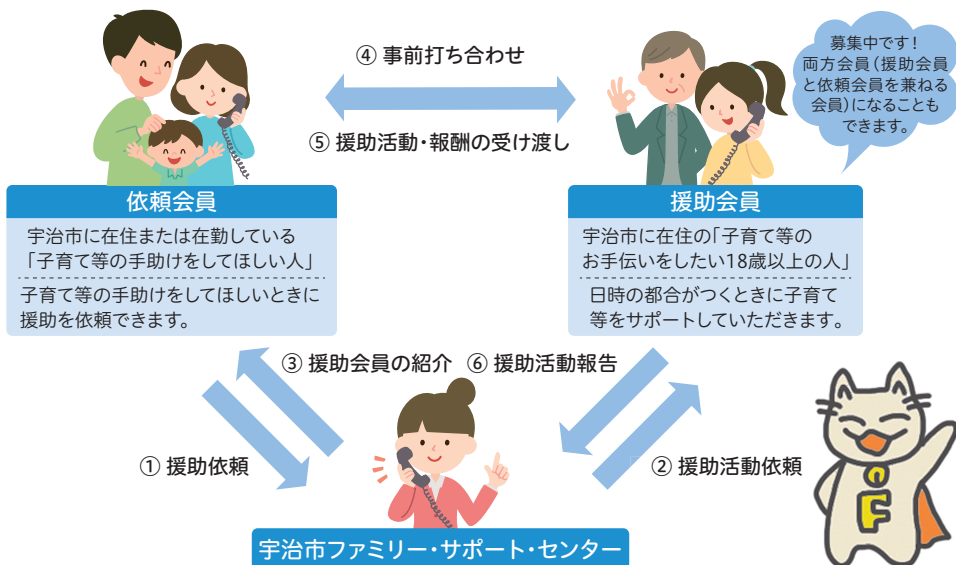 ④ 事前打ち合わせ
⑤ 援助活動・報酬の受け渡し
募集中です！
両方会員（援助会員
と依頼会員を兼ねる
会員）になることも
できます。
依頼会員
宇治市に在住または在勤している
「子育て等の手助けをしてほしい人」
子育て等の手助けをしてほしいときに
援助を依頼できます。
援助会員
宇治市に在住の「子育て等の
お手伝いをしたい18歳以上の人」
日時の都合がつくときに子育て
等をサポートしていただきます。
③ 援助会員の紹介
⑥ 援助活動報告
① 援助依頼
② 援助活動依頼
F
宇治市ファミリー・サポート・センター